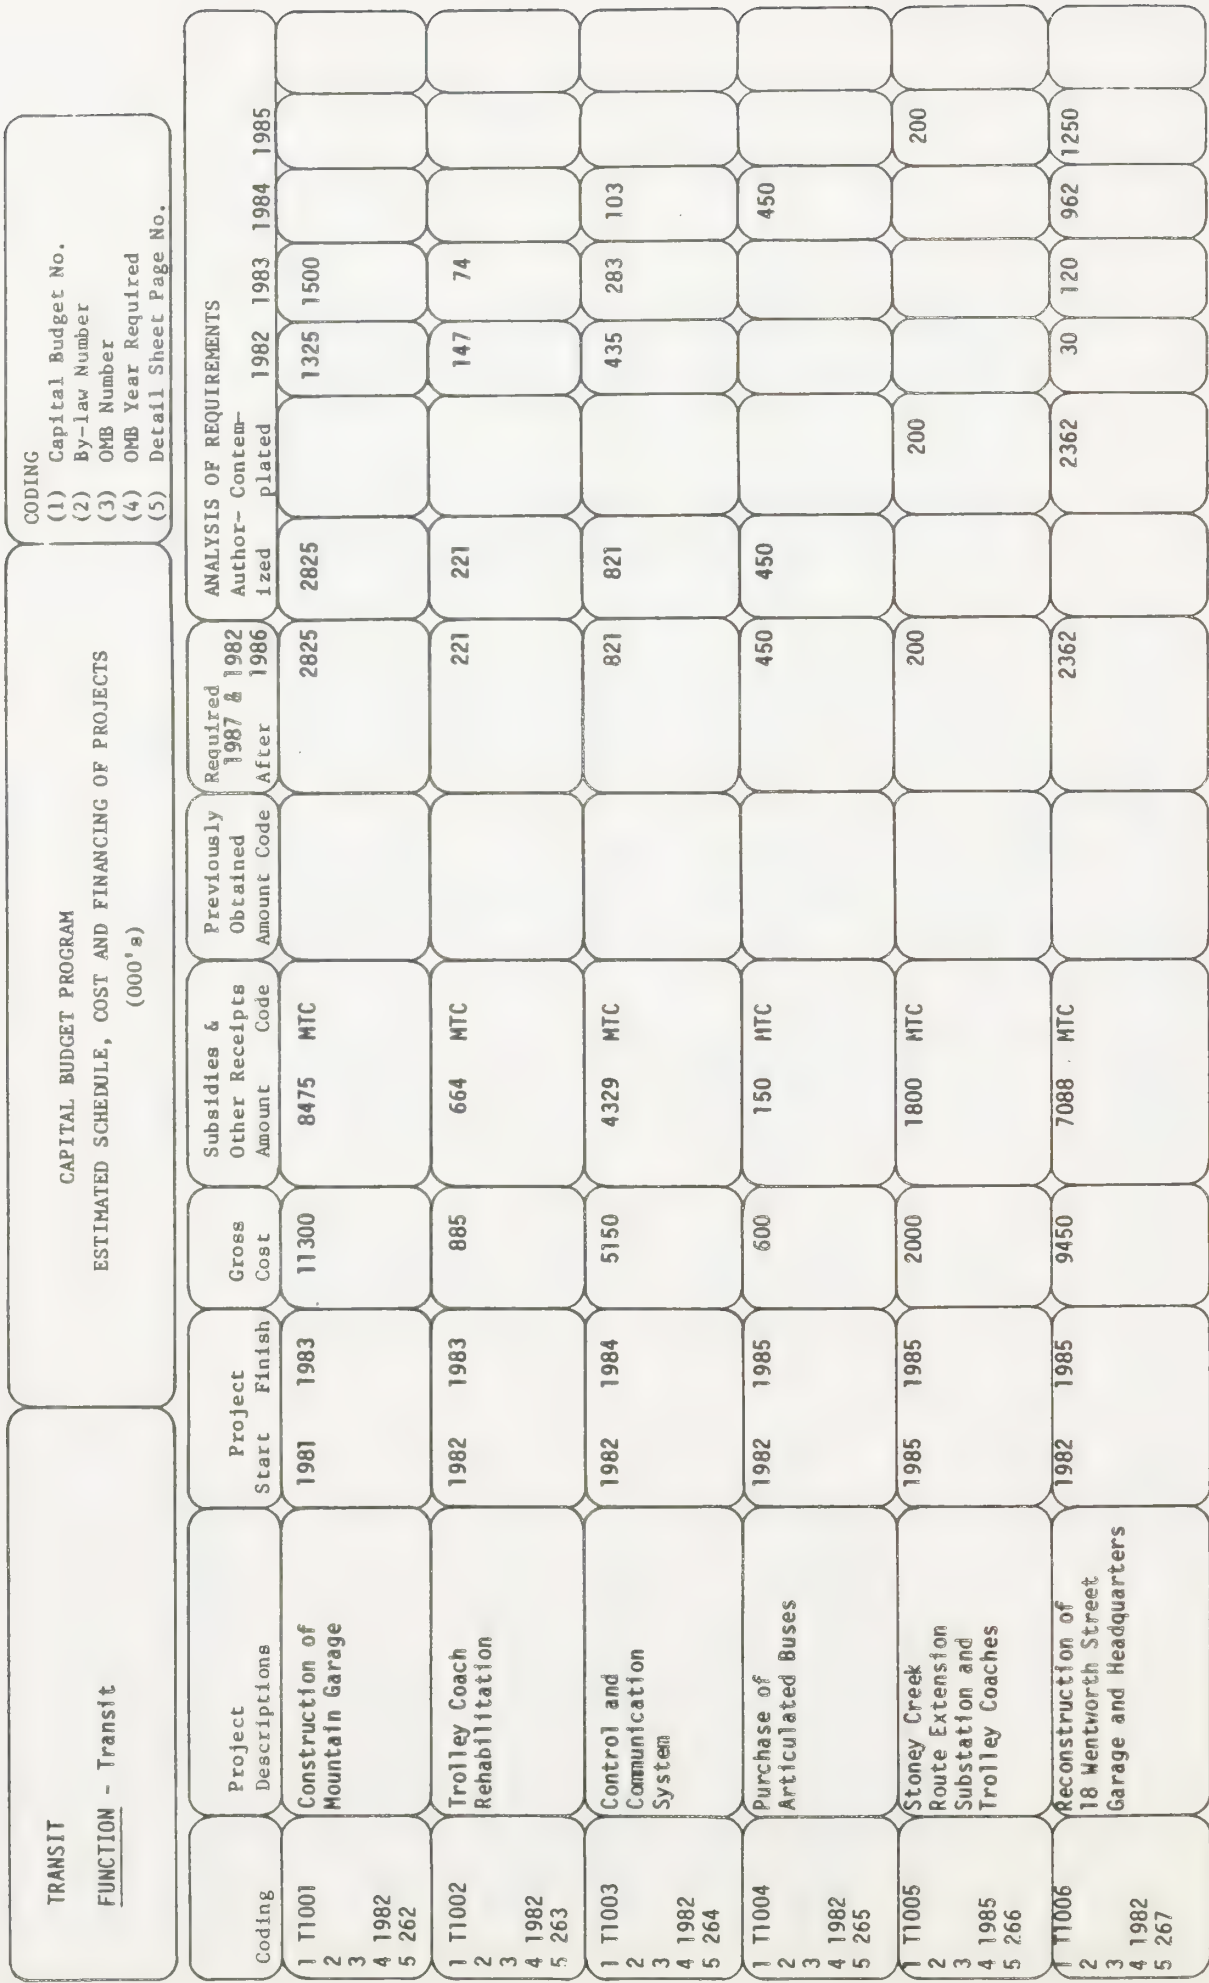 TRANSIT
FUNCTION - Transit
CAPITAL BUDGET PROGRAM
ESTIMATED SCHEDULE, COST AND FINANCING OF PROJECTS
(000's)
CODING
(1) Capital Budget No.
(2) By-law Number
(3) OMB Number
(4) OMB Year Required
(5) Detail Sheet Page No.
Coding
Project
Descriptions
Project
Start Finish
Gross
Cost
Subsidies &
Other Receipts
Amount Code
Previously
Obtained
Amount Code
Required
1987 & 1982
After 1986
ANALYSIS OF REQUIREMENTS
Author- Contem-
ized plated 1982 1983 1984 1985
1 T1001 Construction of 1981 1983 11300 8475 MTC 2825 2825 1325 1500
2 Mountain Garage
3
4 1982
5 262
1 T1002 Trolley Coach 1982 1983 885 664 MTC 221 221 147 74
2 Rehabilitation
3
4 1982
5 263
1 T1003 Control and 1982 1984 5150 4329 MTC 821 821 435 283 103
2 Communication
3 System
4 1982
5 264
1 T1004 Purchase of 1982 1985 600 150 MTC 450 450 450
2 Articulated Buses
3
4 1982
5 265
1 T1005 Stoney Creek 1985 1985 2000 1800 MTC 200 200 200
2 Route Extension
3 Substation and
4 1985 Trolley Coaches
5 266
1 T1006 Reconstruction of 1982 1985 9450 7088 MTC 2362 2362 30 120 962 1250
2 18 Wentworth Street
3 Garage and Headquarters
4 1982
5 267